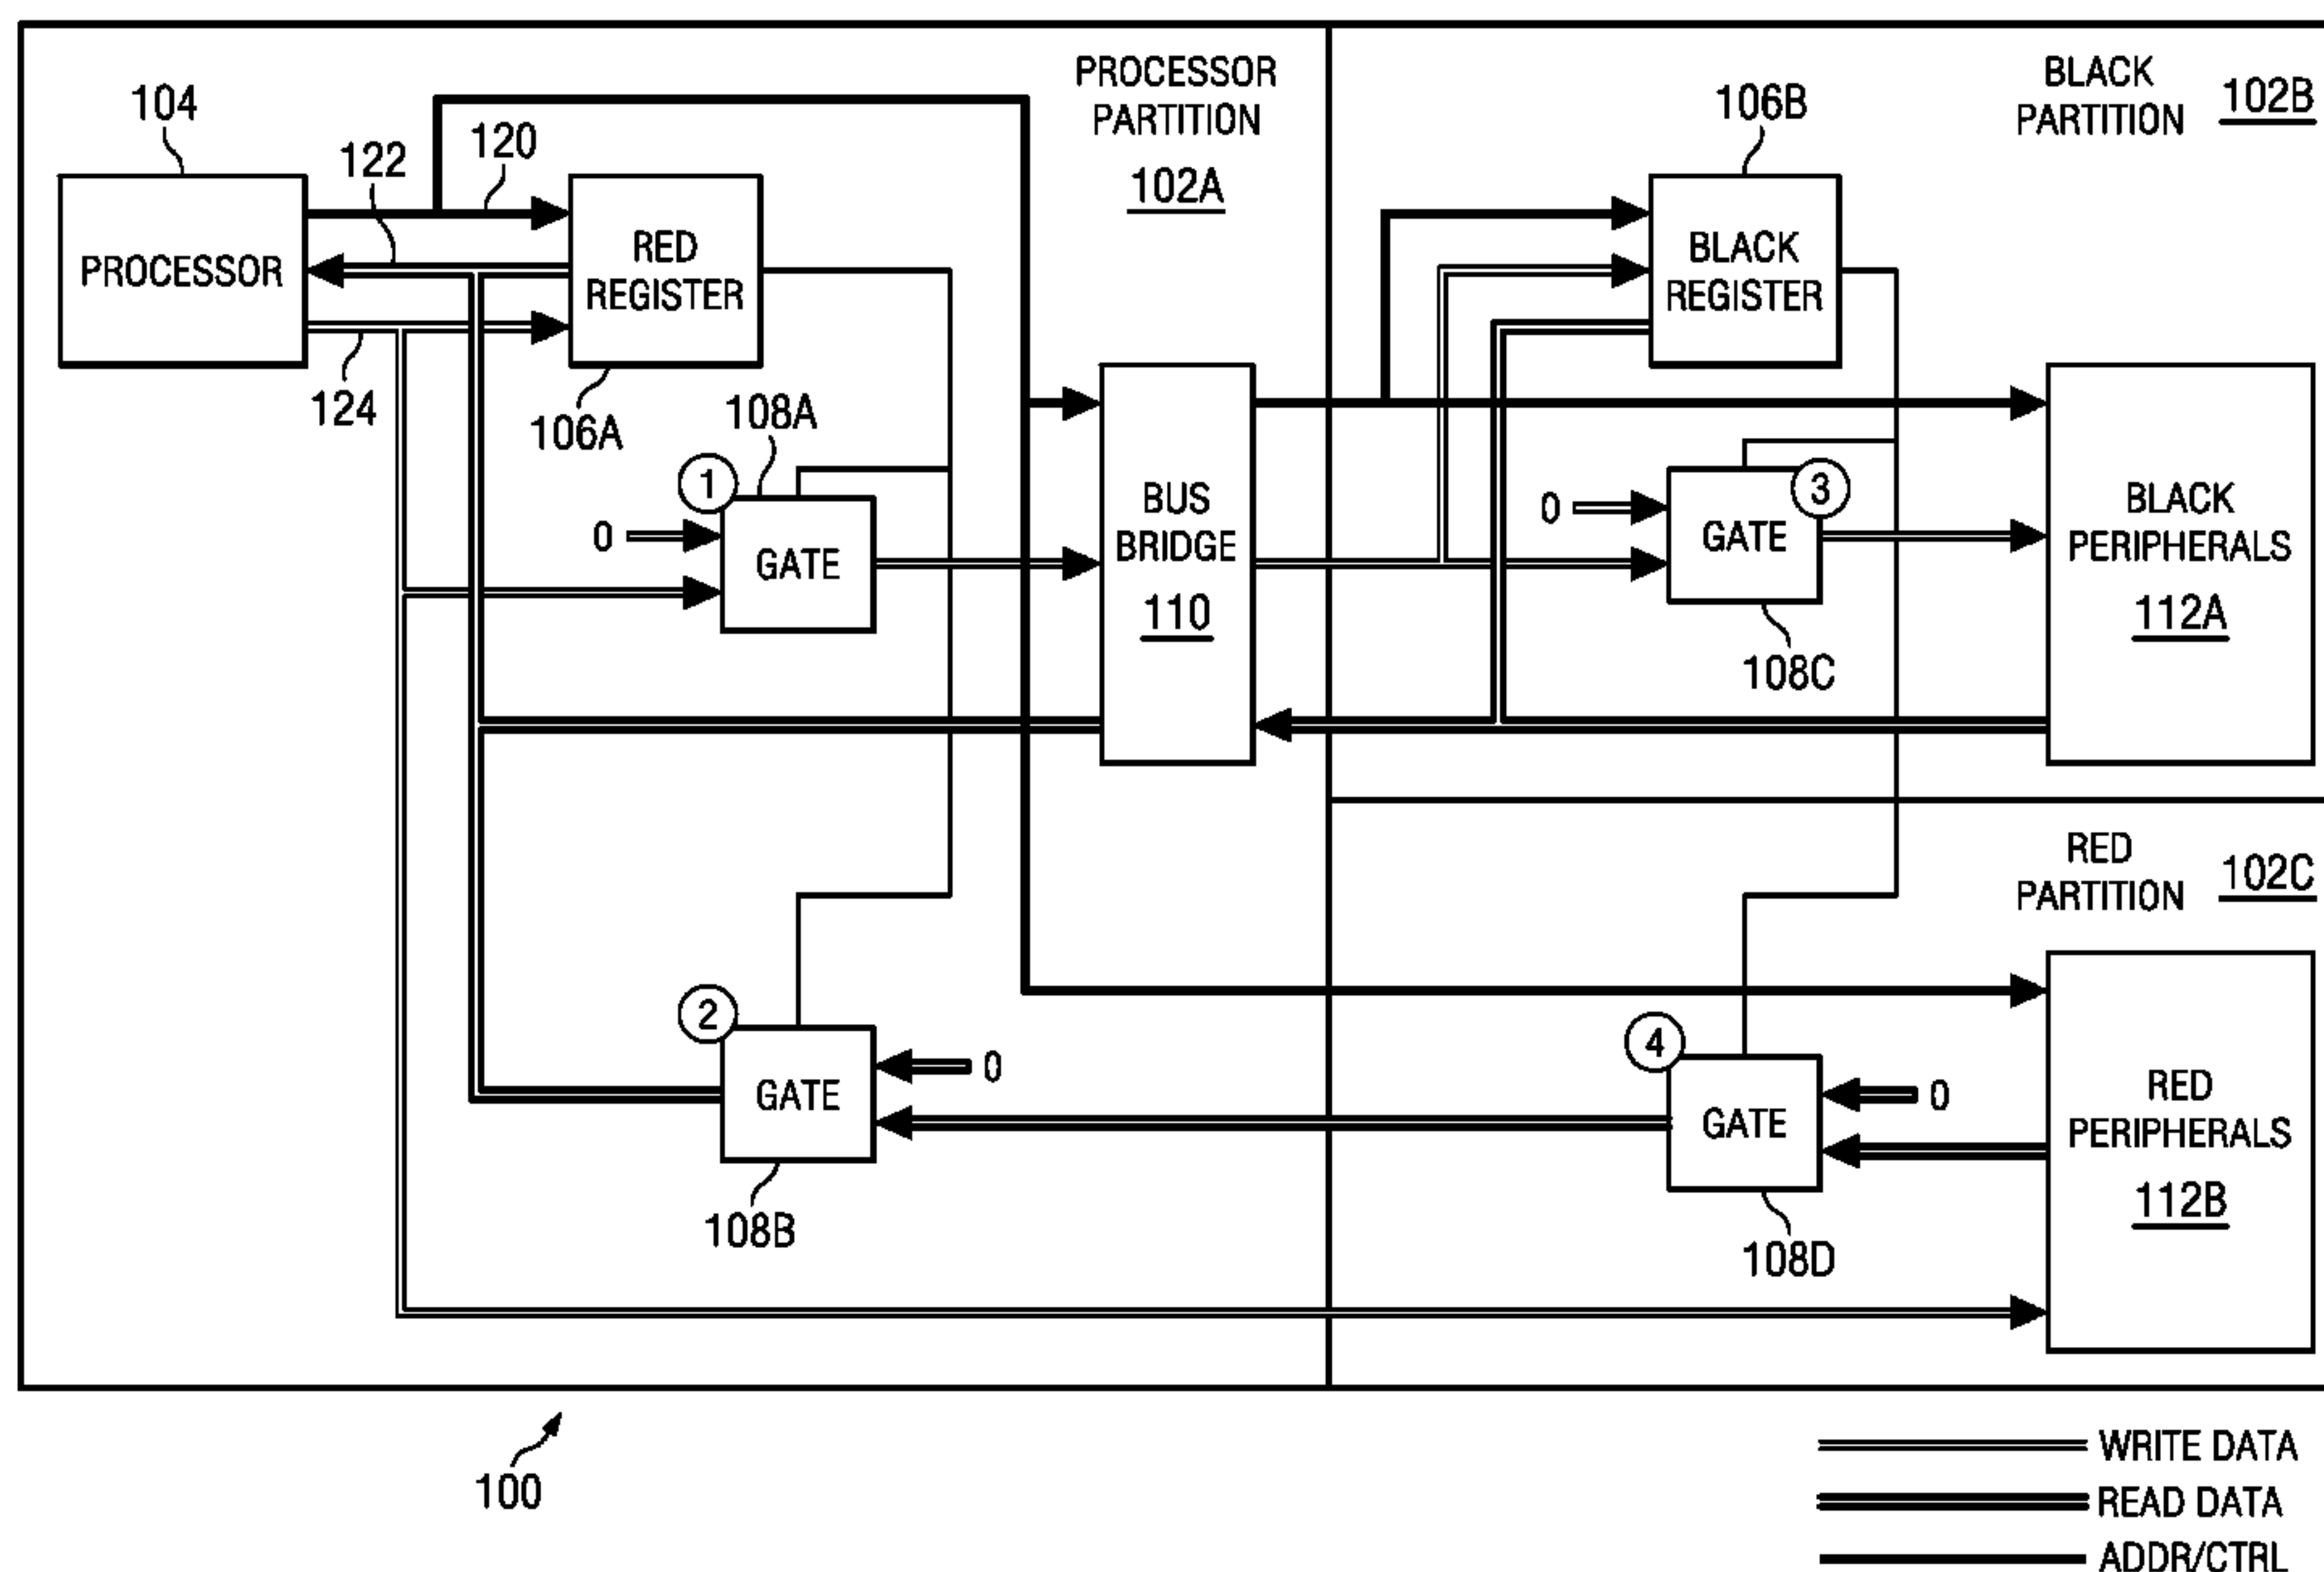 PROCESSOR
PARTITION
102A
BLACK
PARTITION
102B
104
122
120
106B
PROCESSOR
RED
REGISTER
BLACK
REGISTER
124
106A
108A
1
0
GATE
BUS
BRIDGE
110
0
3
GATE
108C
BLACK
PERIPHERALS
112A
RED
PARTITION
102C
2
GATE
0
108B
4
GATE
0
108D
RED
PERIPHERALS
112B
100
WRITE DATA
READ DATA
ADDR/CTRL